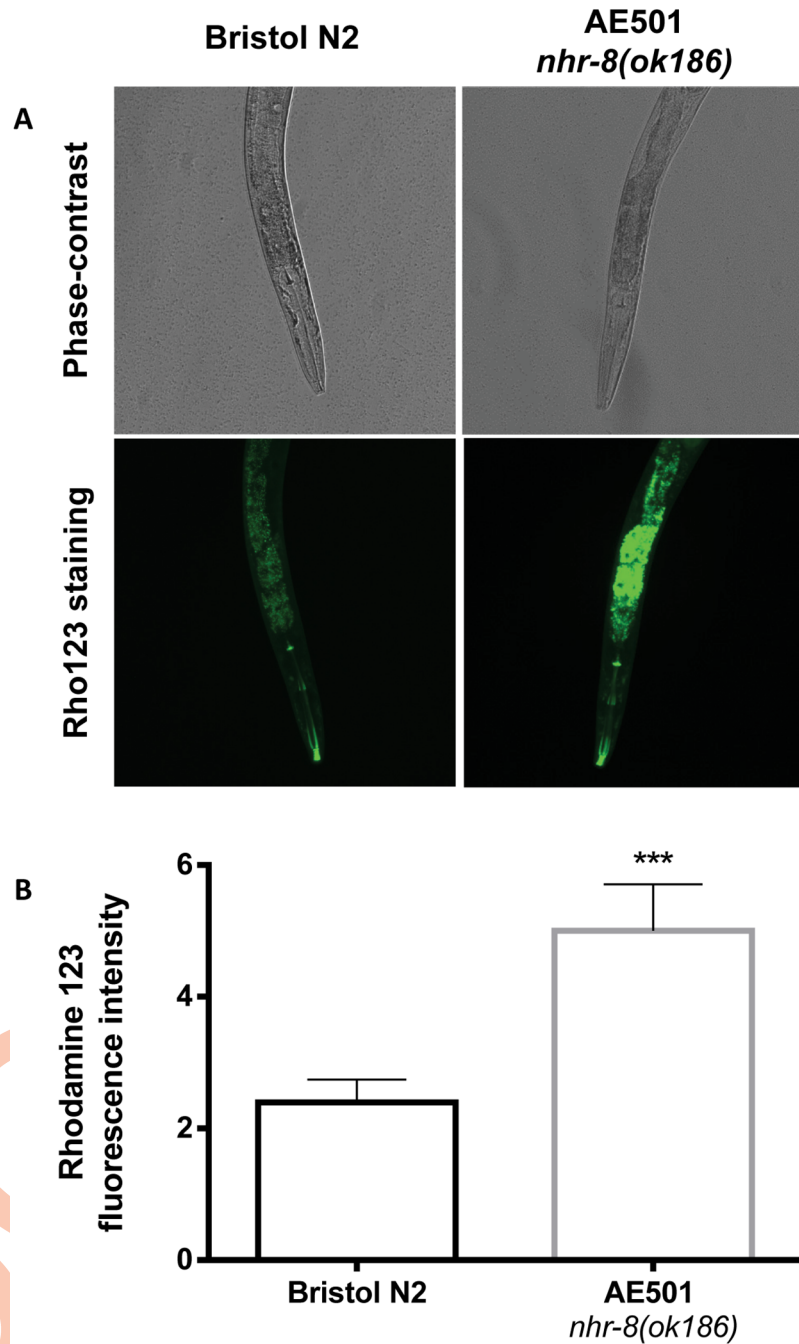 Bristol N2
AE501
nhr-8(ok186)
A
Phase-contrast
Rho123 staining
B
Rhodamine 123
fluorescence intensity
6
4
2
0
***
Bristol N2
AE501
nhr-8(ok186)